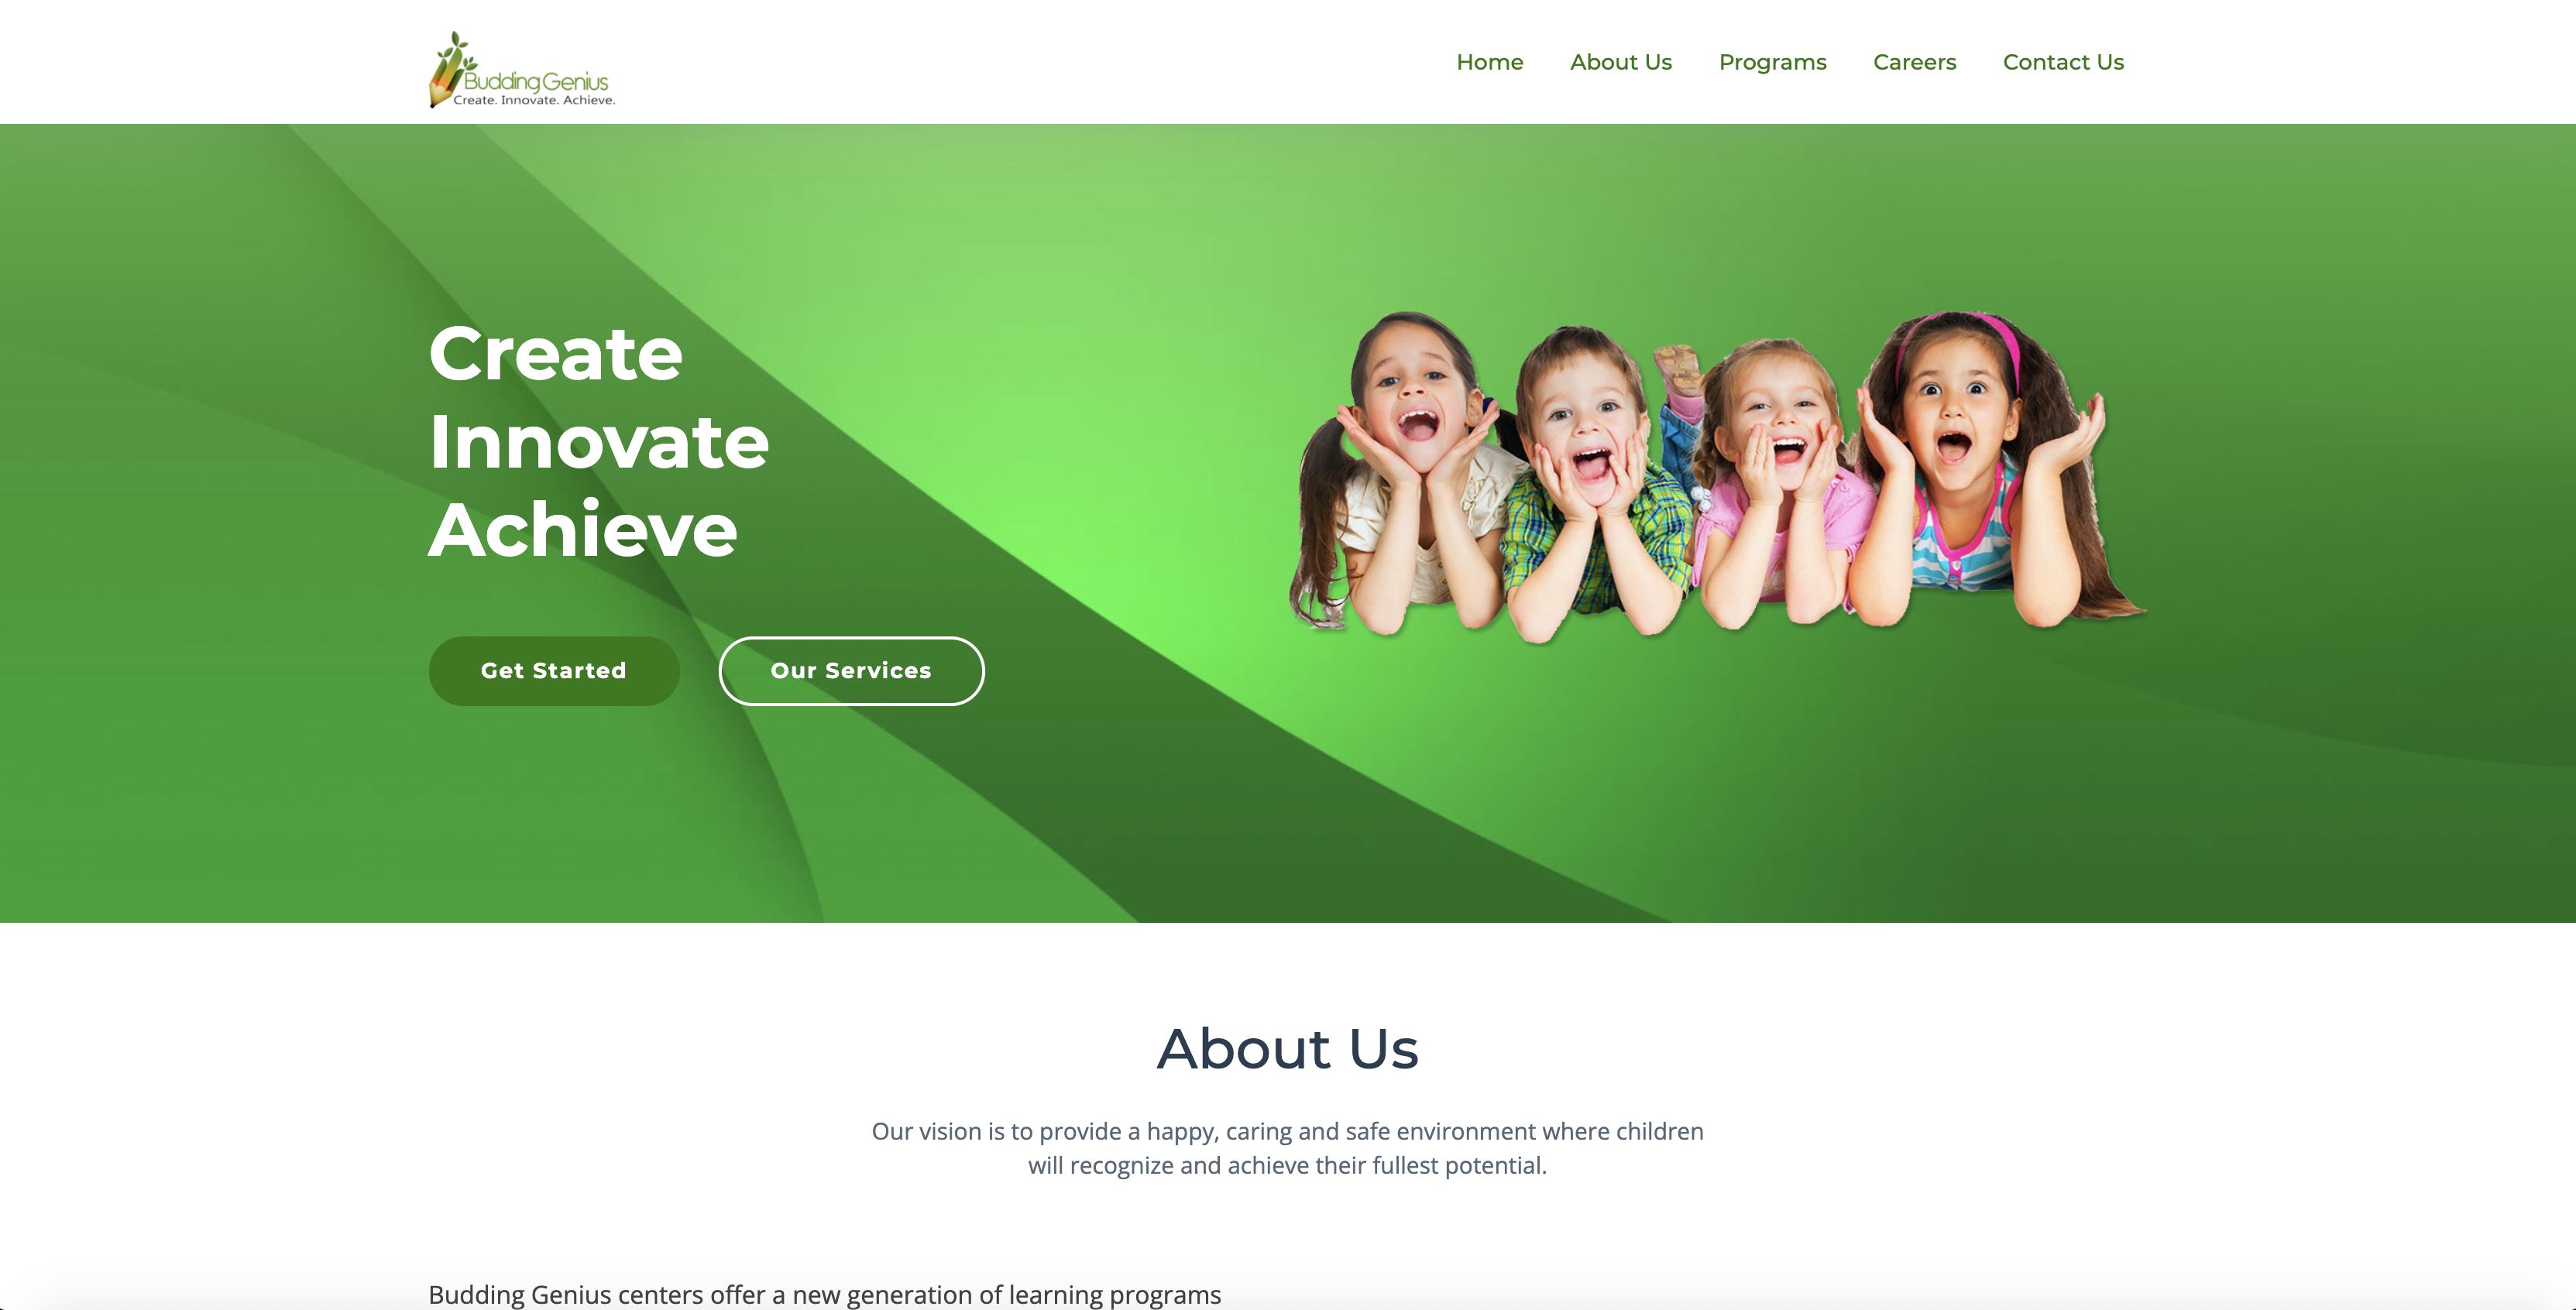 Budding Genius
Create. Innovate. Achieve.
Home
About Us
Programs
Careers
Contact Us
Create
Innovate
Achieve
Get Started
Our Services
About Us
Our vision is to provide a happy, caring and safe environment where children
will recognize and achieve their fullest potential.
Budding Genius centers offer a new generation of learning programs